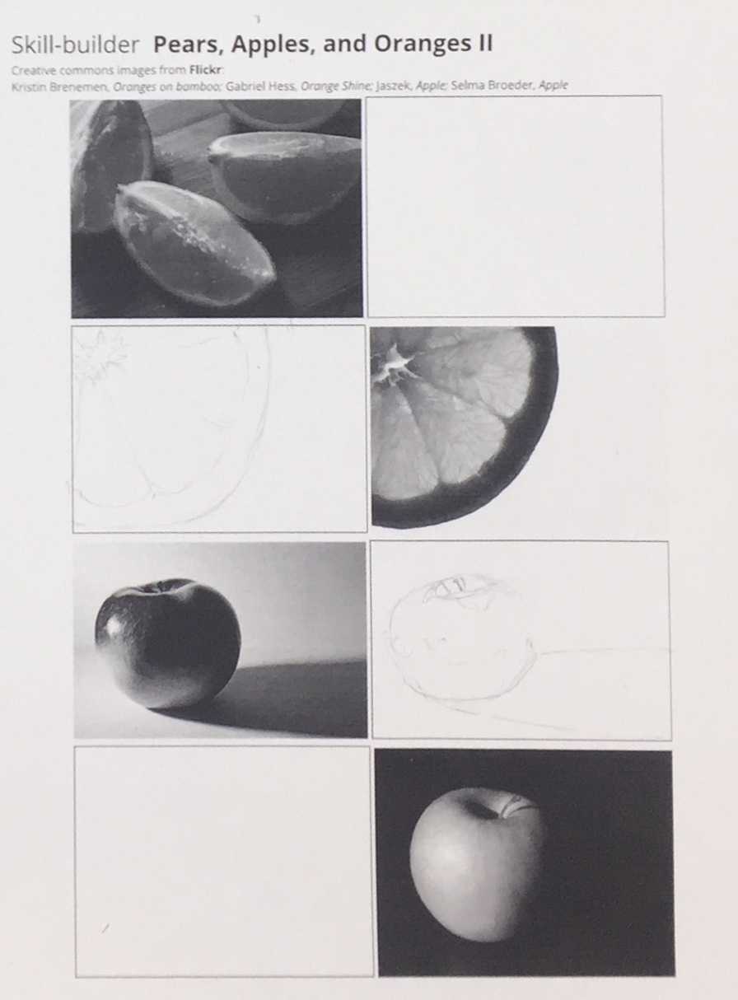 Skill-builder Pears, Apples, and Oranges II
Creative commons images from Flickr:
Kristin Brenemen, Oranges on bamboo; Gabriel Hess, Orange Shine; Jaszek, Apple; Selma Broeder, Apple